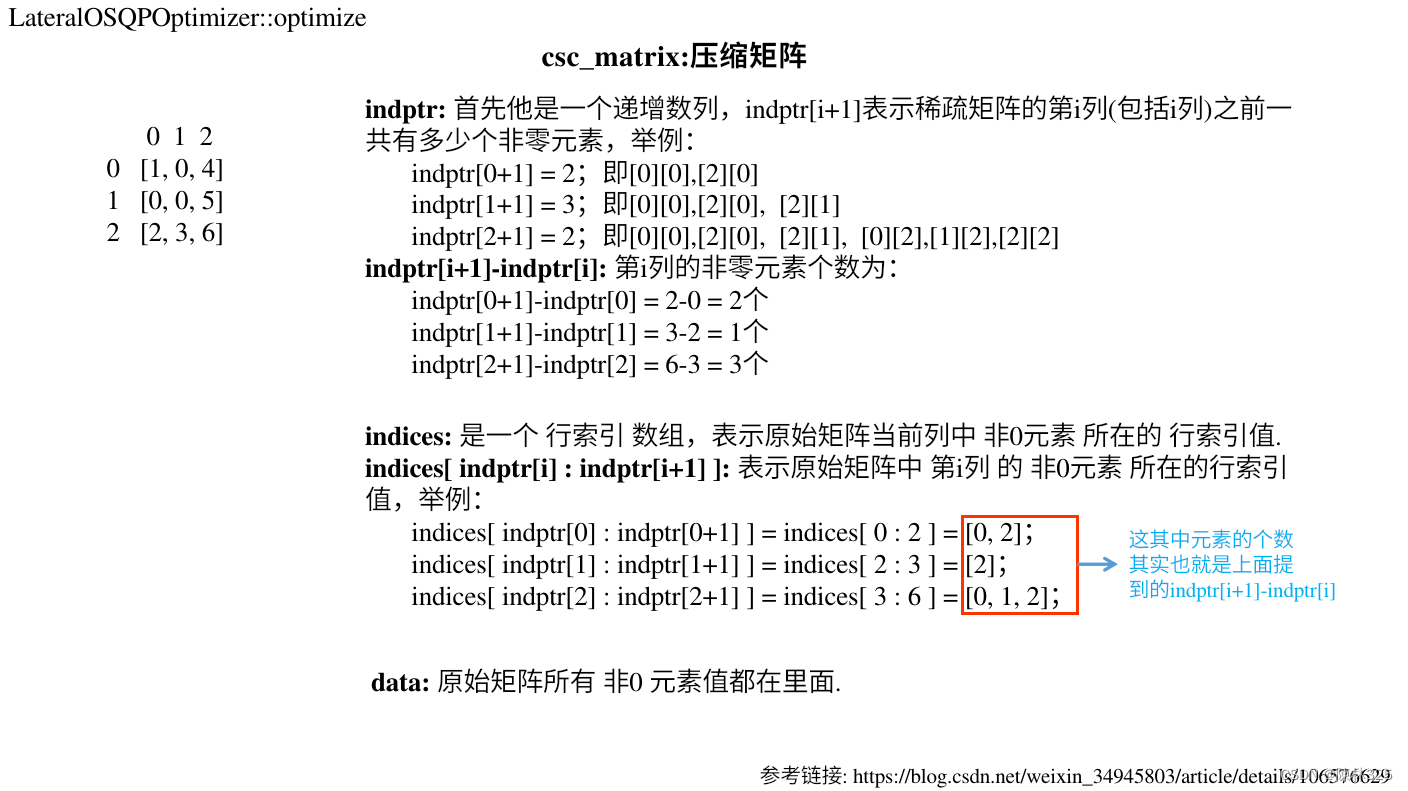 LateralOSQPOptimizer::optimize
csc_matrix:压缩矩阵
0 1 2
0 [1, 0, 4]
1 [0, 0, 5]
2 [2, 3, 6]
indptr: 首先他是一个递增数列，indptr[i+1]表示稀疏矩阵的第i列(包括i列)之前一
共有多少个非零元素，举例：
indptr[0+1] = 2；即[0][0],[2][0]
indptr[1+1] = 3；即[0][0],[2][0], [2][1]
indptr[2+1] = 2；即[0][0],[2][0], [2][1], [0][2],[1][2],[2][2]
indptr[i+1]-indptr[i]: 第i列的非零元素个数为：
indptr[0+1]-indptr[0] = 2-0 = 2个
indptr[1+1]-indptr[1] = 3-2 = 1个
indptr[2+1]-indptr[2] = 6-3 = 3个
indices: 是一个 行索引 数组，表示原始矩阵当前列中 非0元素 所在的 行索引值.
indices[ indptr[i] : indptr[i+1] ]: 表示原始矩阵中 第i列 的 非0元素 所在的行索引
值，举例：
indices[ indptr[0] : indptr[0+1] ] = indices[ 0 : 2 ] = [0, 2]；
indices[ indptr[1] : indptr[1+1] ] = indices[ 2 : 3 ] = [2]；
indices[ indptr[2] : indptr[2+1] ] = indices[ 3 : 6 ] = [0, 1, 2]；
这其中元素的个数
其实也就是上面提
到的indptr[i+1]-indptr[i]
data: 原始矩阵所有 非0 元素值都在里面.
参考链接: https://blog.csdn.net/weixin_34945803/article/details/106576629